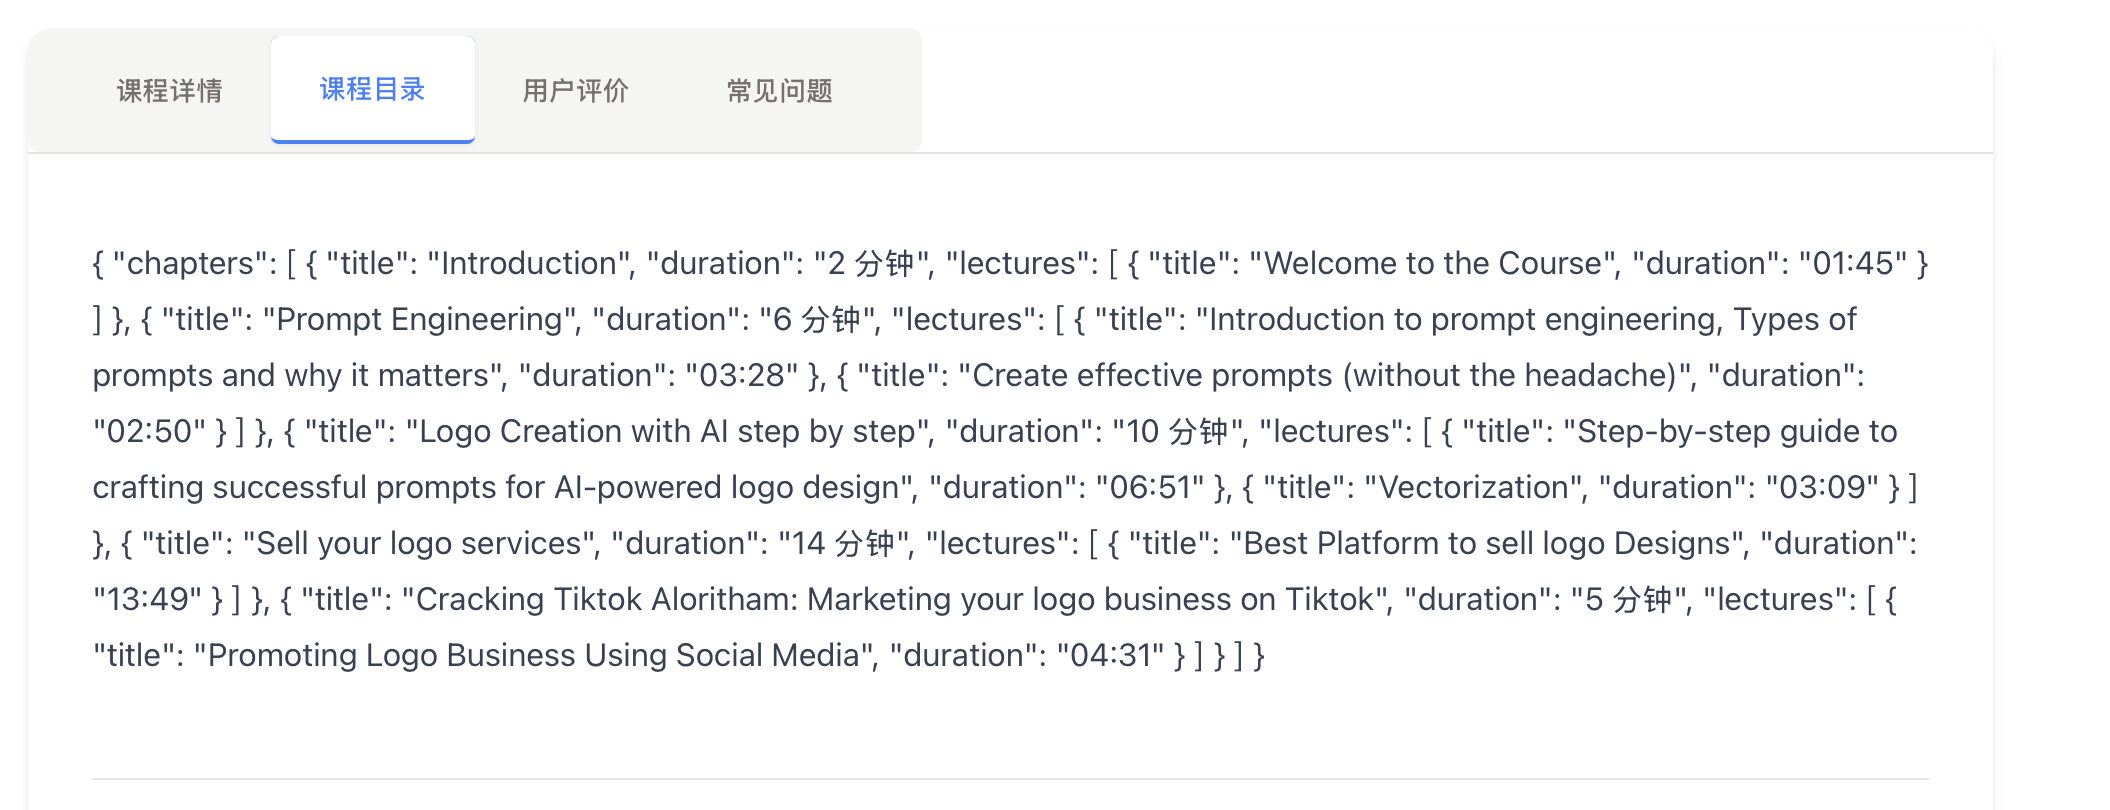 课程详情 课程目录 用户评价 常见问题
{ "chapters": [ { "title": "Introduction", "duration": "2 分钟", "lectures": [ { "title": "Welcome to the Course", "duration": "01:45" }
] }, { "title": "Prompt Engineering", "duration": "6 分钟", "lectures": [ { "title": "Introduction to prompt engineering, Types of
prompts and why it matters", "duration": "03:28" }, { "title": "Create effective prompts (without the headache)", "duration":
"02:50" } ] }, { "title": "Logo Creation with AI step by step", "duration": "10 分钟", "lectures": [ { "title": "Step-by-step guide to
crafting successful prompts for AI-powered logo design", "duration": "06:51" }, { "title": "Vectorization", "duration": "03:09" } ]
}, { "title": "Sell your logo services", "duration": "14 分钟", "lectures": [ { "title": "Best Platform to sell logo Designs", "duration":
"13:49" } ] }, { "title": "Cracking Tiktok Aloritham: Marketing your logo business on Tiktok", "duration": "5 分钟", "lectures": [ {
"title": "Promoting Logo Business Using Social Media", "duration": "04:31" } ] } ] }